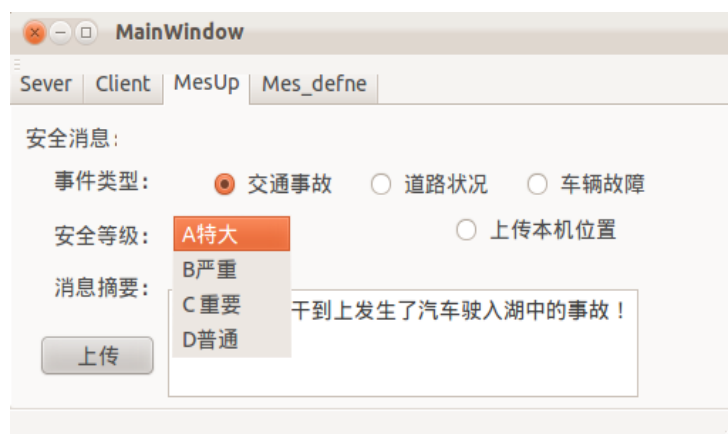 MainWindow
Sever Client MesUp Mes_defne
安全消息:
事件类型: 交通事故 道路状况 车辆故障
安全等级: A特大 上传本机位置
B严重
消息摘要: C重要
干到上发生了汽车驶入湖中的事故！
D普通
上传